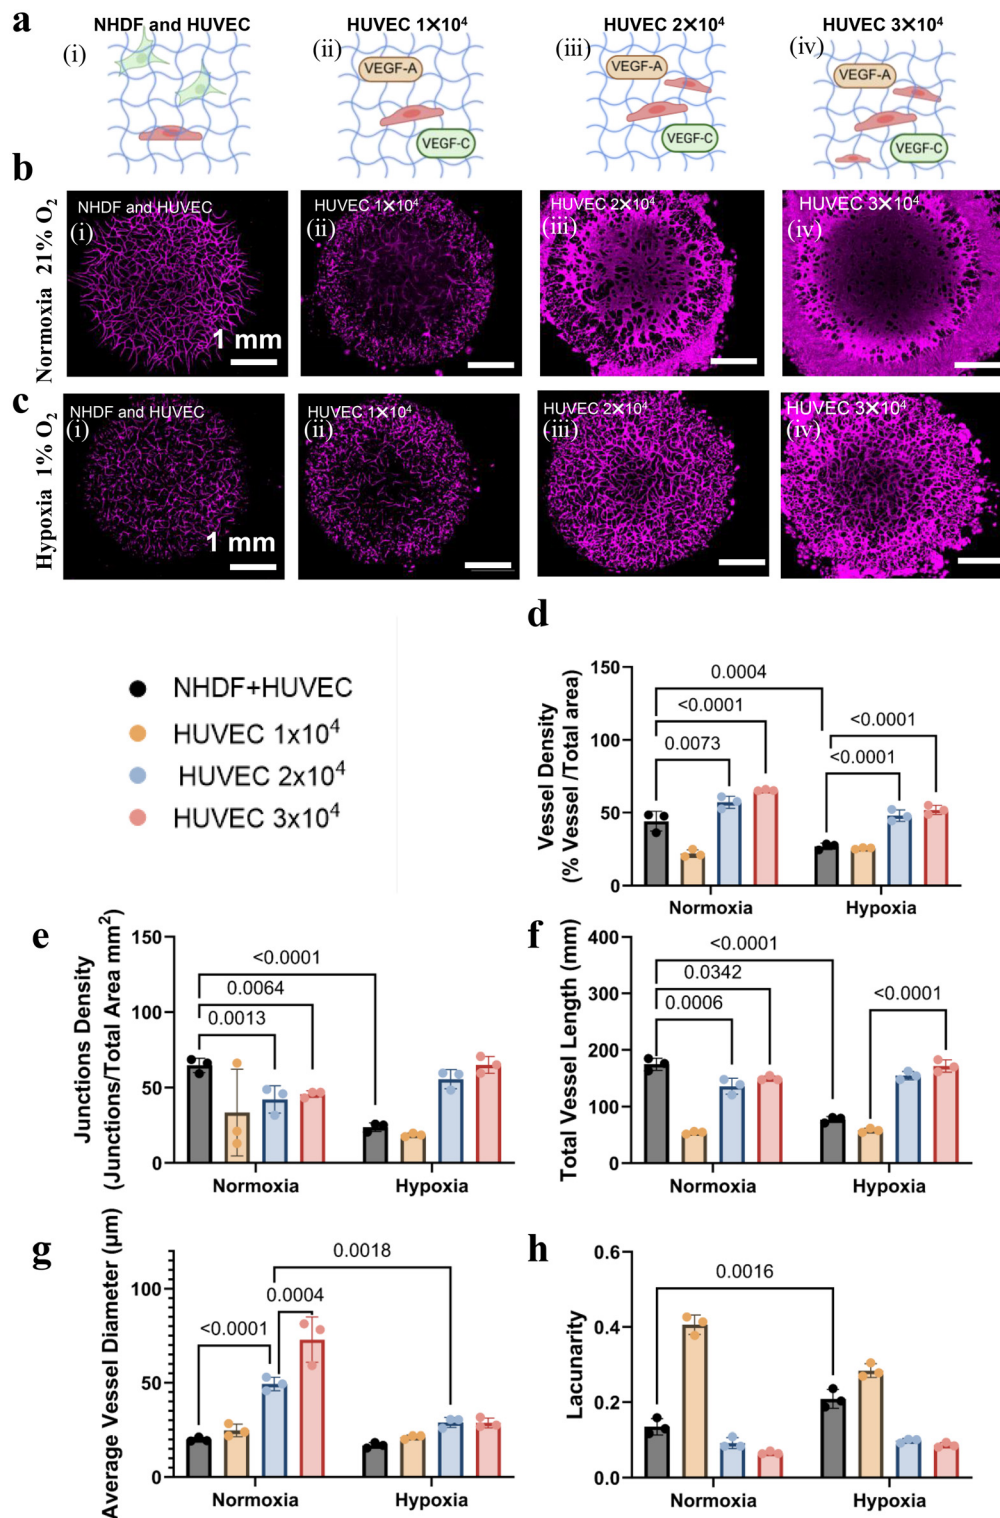 a
NHDF and HUVEC
HUVEC 1×10⁴
HUVEC 2×10⁴
HUVEC 3×10⁴
(i)
(ii)
(iii)
(iv)
VEGF-A
VEGF-C
VEGF-A
VEGF-C
VEGF-A
VEGF-C
b
Normoxia 21% O₂
NHDF and HUVEC
(i)
1 mm
HUVEC 1×10⁴
(ii)
HUVEC 2×10⁴
(iii)
HUVEC 3×10⁴
(iv)
c
Hypoxia 1% O₂
NHDF and HUVEC
(i)
1 mm
HUVEC 1×10⁴
(ii)
HUVEC 2×10⁴
(iii)
HUVEC 3×10⁴
(iv)
NHDF+HUVEC
HUVEC 1x10⁴
HUVEC 2x10⁴
HUVEC 3x10⁴
d
Vessel Density
(% Vessel /Total area)
150
100
50
0
0.0004
<0.0001
0.0073
<0.0001
<0.0001
Normoxia
Hypoxia
e
Junctions Density
(Junctions/Total Area mm²)
150
100
50
0
<0.0001
0.0064
0.0013
Normoxia
Hypoxia
f
Total Vessel Length (mm)
400
300
200
100
0
<0.0001
0.0342
0.0006
<0.0001
Normoxia
Hypoxia
g
Average Vessel Diameter (µm)
100
50
0
0.0018
0.0004
<0.0001
Normoxia
Hypoxia
h
Lacunarity
0.6
0.4
0.2
0.0
0.0016
Normoxia
Hypoxia